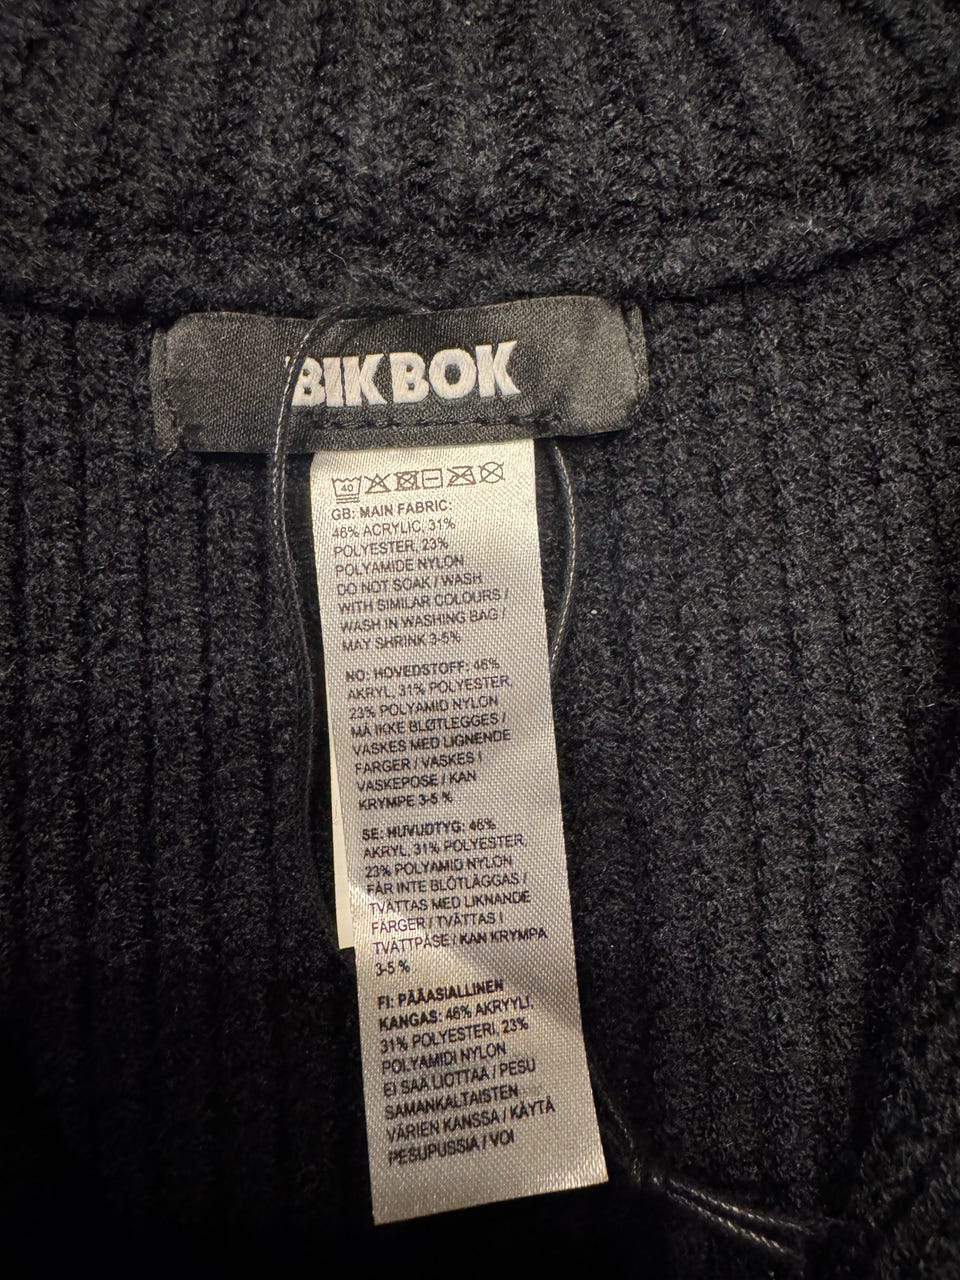 BIK BOK
40
GB: MAIN FABRIC:
46% ACRYLIC, 31%
POLYESTER, 23%
POLYAMIDE NYLON
DO NOT SOAK / WASH
WITH SIMILAR COLOURS /
WASH IN WASHING BAG /
MAY SHRINK 3-5%
NO: HOVEDSTOFF: 46%
AKRYL, 31% POLYESTER,
23% POLYAMID NYLON
MÅ IKKE BLØTLEGGES /
VASKES MED LIGNENDE
FARGER / VASKES I
VASKEPOSE / KAN
KRYMPE 3-5 %
SE: HUVUDTYG: 46%
AKRYL, 31% POLYESTER,
23% POLYAMID NYLON
FÅR INTE BLÖTLÄGGAS /
TVÄTTAS MED LIKNANDE
FÄRGER / TVÄTTAS I
TVÄTTPÅSE / KAN KRYMPA
3-5 %
FI: PÄÄASIALLINEN
KANGAS: 46% AKRYYLI,
31% POLYESTERI, 23%
POLYAMIDI NYLON
EI SAA LIOTTAA / PESU
SAMANKALTAISTEN
VÄRIEN KANSSA / KÄYTÄ
PESUPUSSIA / VOI